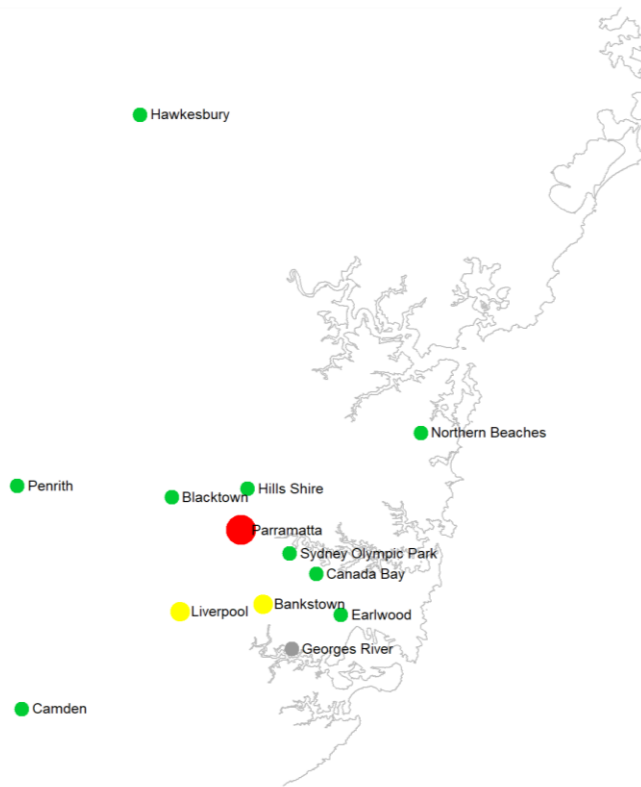 Hawkesbury
Northern Beaches
Penrith
Hills Shire
Blacktown
Parramatta
Sydney Olympic Park
Canada Bay
Bankstown
Liverpool
Earlwood
Georges River
Camden